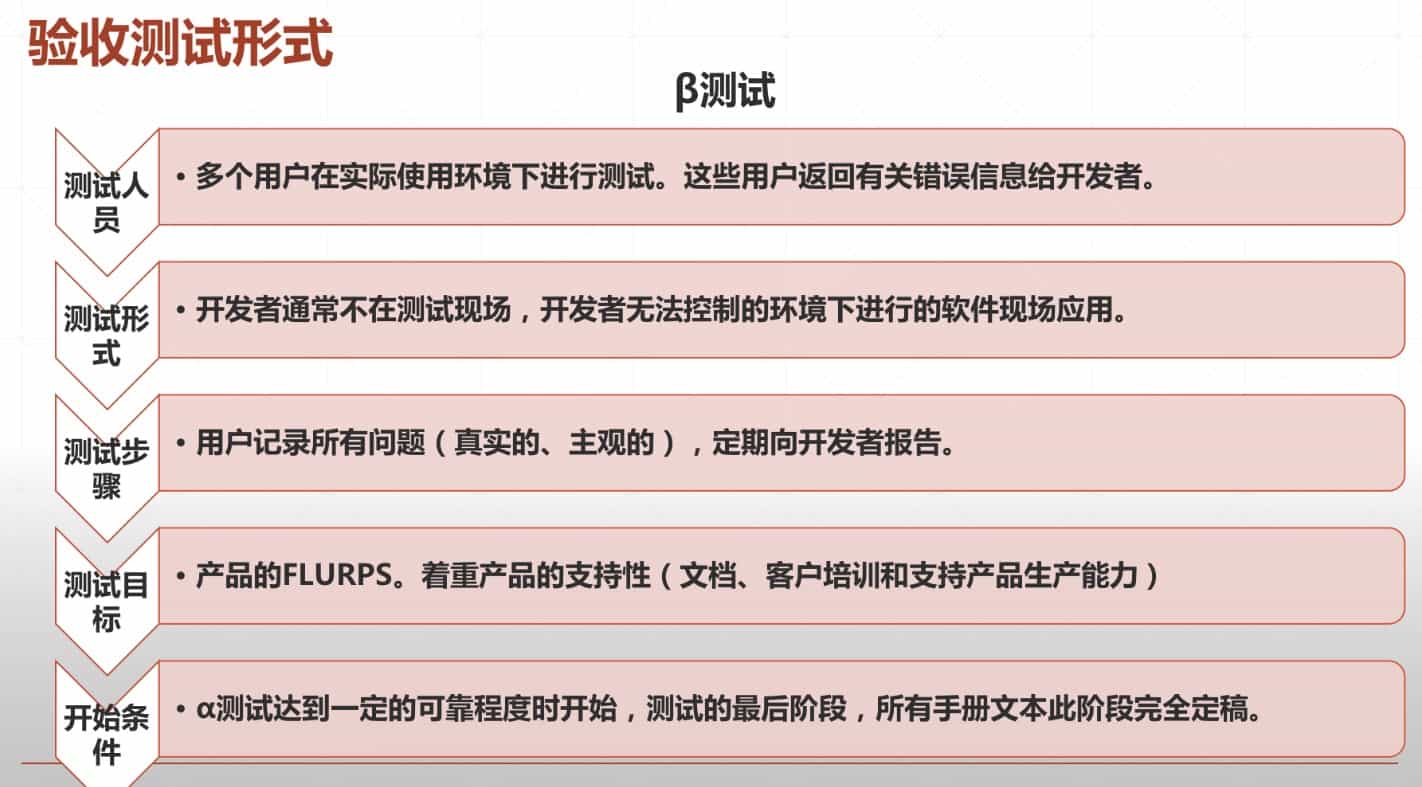 验收测试形式
β测试
测试人
员
• 多个用户在实际使用环境下进行测试。这些用户返回有关错误信息给开发者。
测试形
式
• 开发者通常不在测试现场，开发者无法控制的环境下进行的软件现场应用。
测试步
骤
• 用户记录所有问题（真实的、主观的），定期向开发者报告。
测试目
标
• 产品的FLURPS。着重产品的支持性（文档、客户培训和支持产品生产能力）
开始条
件
• α测试达到一定的可靠程度时开始，测试的最后阶段，所有手册文本此阶段完全定稿。